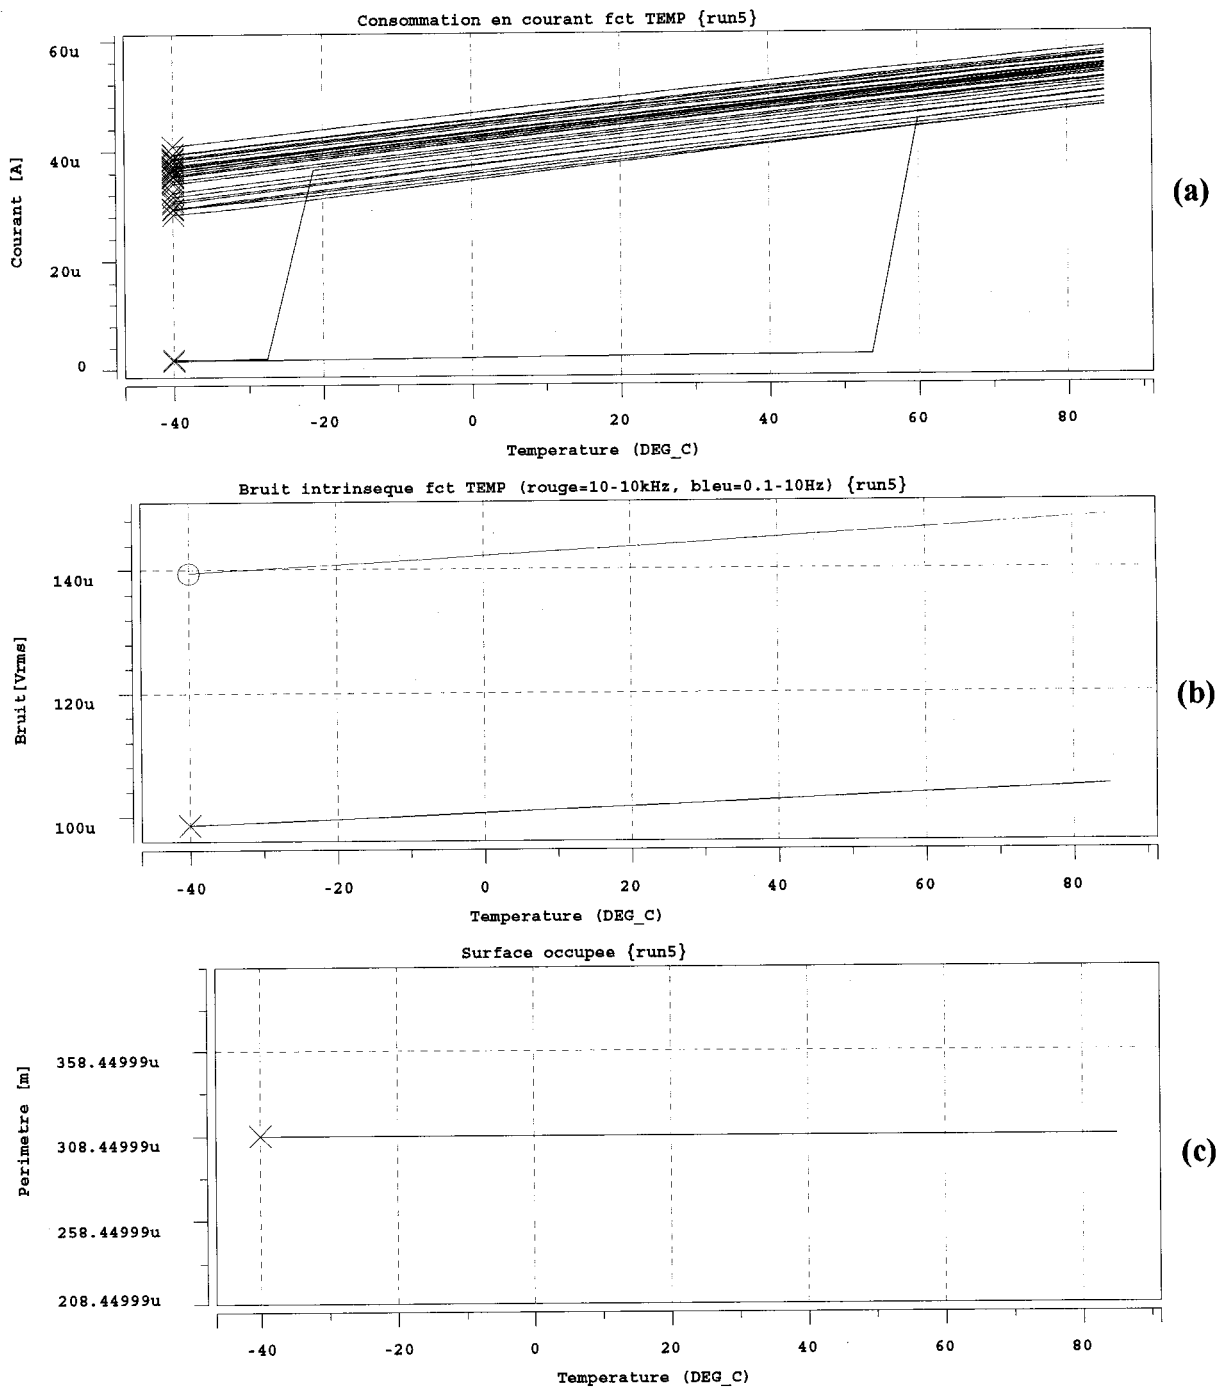 Consommation en courant fct TEMP {run5}
60u
40u
20u
0
Courant [A]
(a)
-40 -20 0 20 40 60 80
Temperature (DEG_C)
Bruit intrinseque fct TEMP (rouge=10-10kHz, bleu=0.1-10Hz) {run5}
140u
120u
100u
Bruit[Vrms]
(b)
-40 -20 0 20 40 60 80
Temperature (DEG_C)
Surface occupee {run5}
358.44999u
308.44999u
258.44999u
208.44999u
Perimetre [m]
(c)
-40 -20 0 20 40 60 80
Temperature (DEG_C)